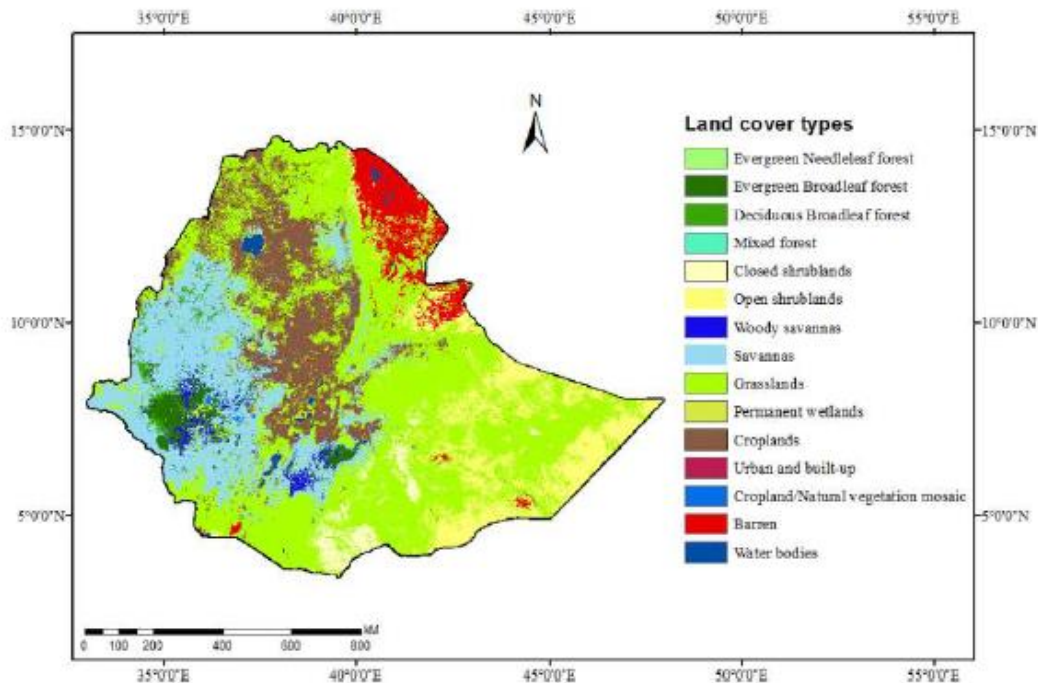 35°0'0"E 40°0'0"E 45°0'0"E 50°0'0"E 55°0'0"E
N
15°0'0"N 15°0'0"N
Land cover types
Evergreen Needleleaf forest
Evergreen Broadleaf forest
Deciduous Broadleaf forest
Mixed forest
Closed shrublands
Open shrublands
10°0'0"N 10°0'0"N
Woody savannas
Savannas
Grasslands
Permanent wetlands
Croplands
Urban and built-up
Cropland/Natural vegetation mosaic
5°0'0"N 5°0'0"N
Barren
Water bodies
kM
0 100 200 400 600 800
35°0'0"E 40°0'0"E 45°0'0"E 50°0'0"E 55°0'0"E